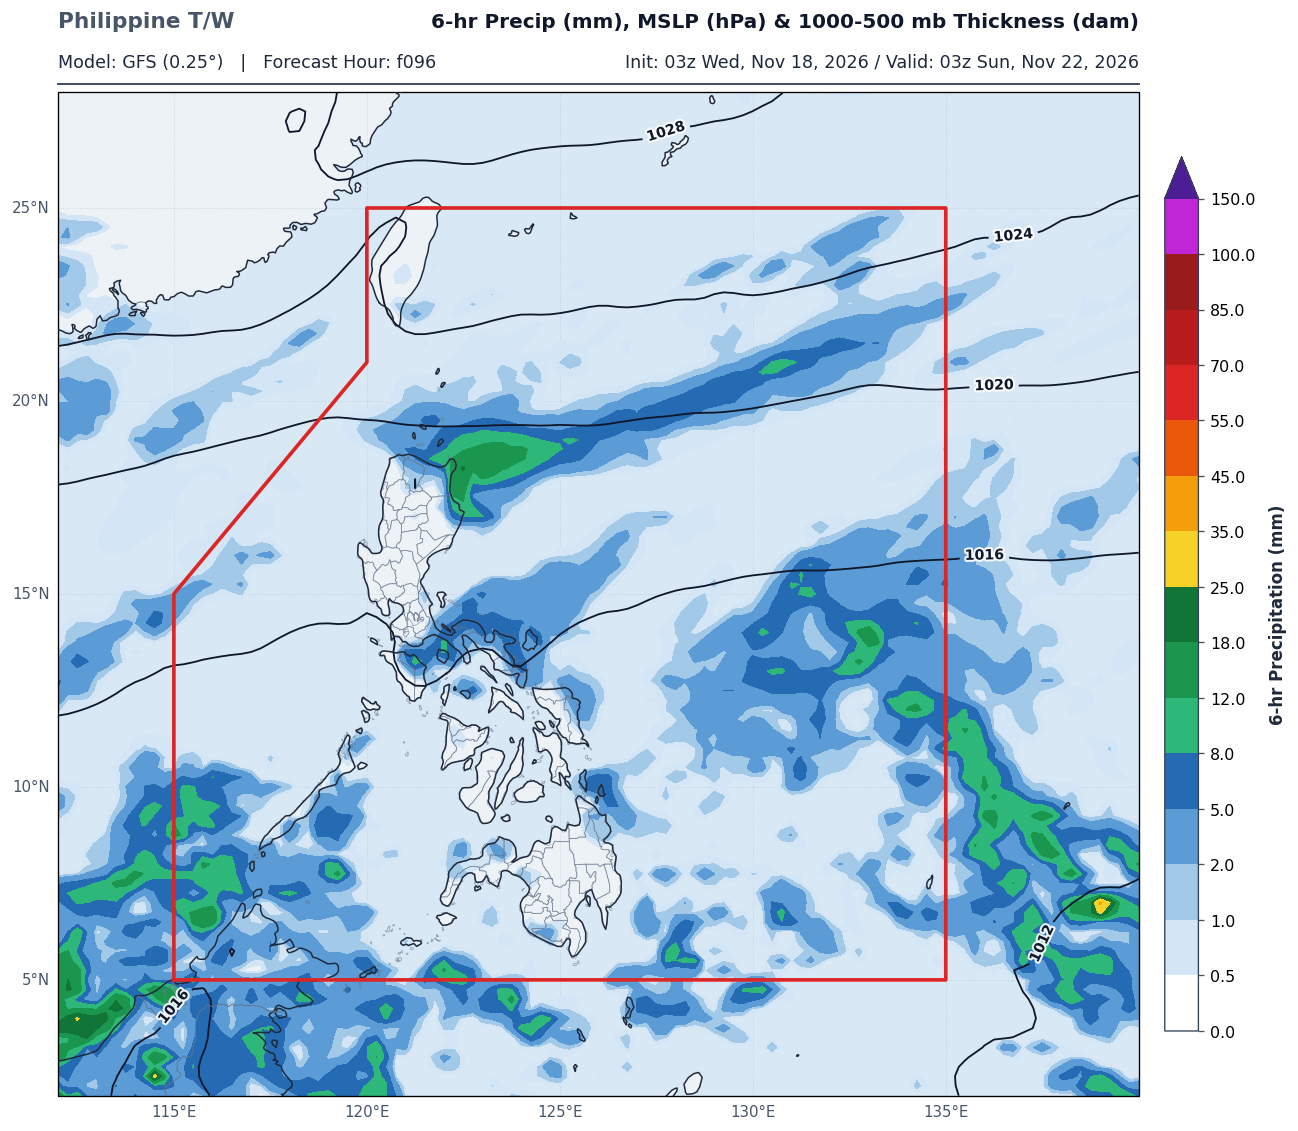 Philippine T/W
6-hr Precip (mm), MSLP (hPa) & 1000-500 mb Thickness (dam)
Model: GFS (0.25°) | Forecast Hour: f096
Init: 03z Wed, Nov 18, 2026 / Valid: 03z Sun, Nov 22, 2026
1028
1024
1020
1016
1012
1016
25°N
20°N
15°N
10°N
5°N
115°E
120°E
125°E
130°E
135°E
150.0
100.0
85.0
70.0
55.0
45.0
35.0
25.0
18.0
12.0
8.0
5.0
2.0
1.0
0.5
0.0
6-hr Precipitation (mm)